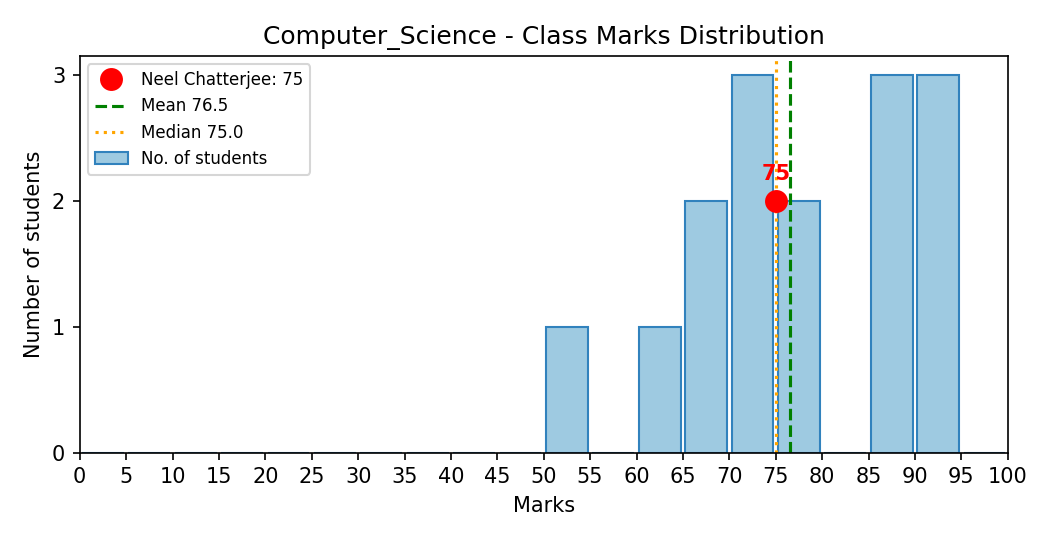 Computer_Science - Class Marks Distribution
Neel Chatterjee: 75
Mean 76.5
Median 75.0
No. of students
75
Number of students
3
2
1
0
0 5 10 15 20 25 30 35 40 45 50 55 60 65 70 75 80 85 90 95 100
Marks